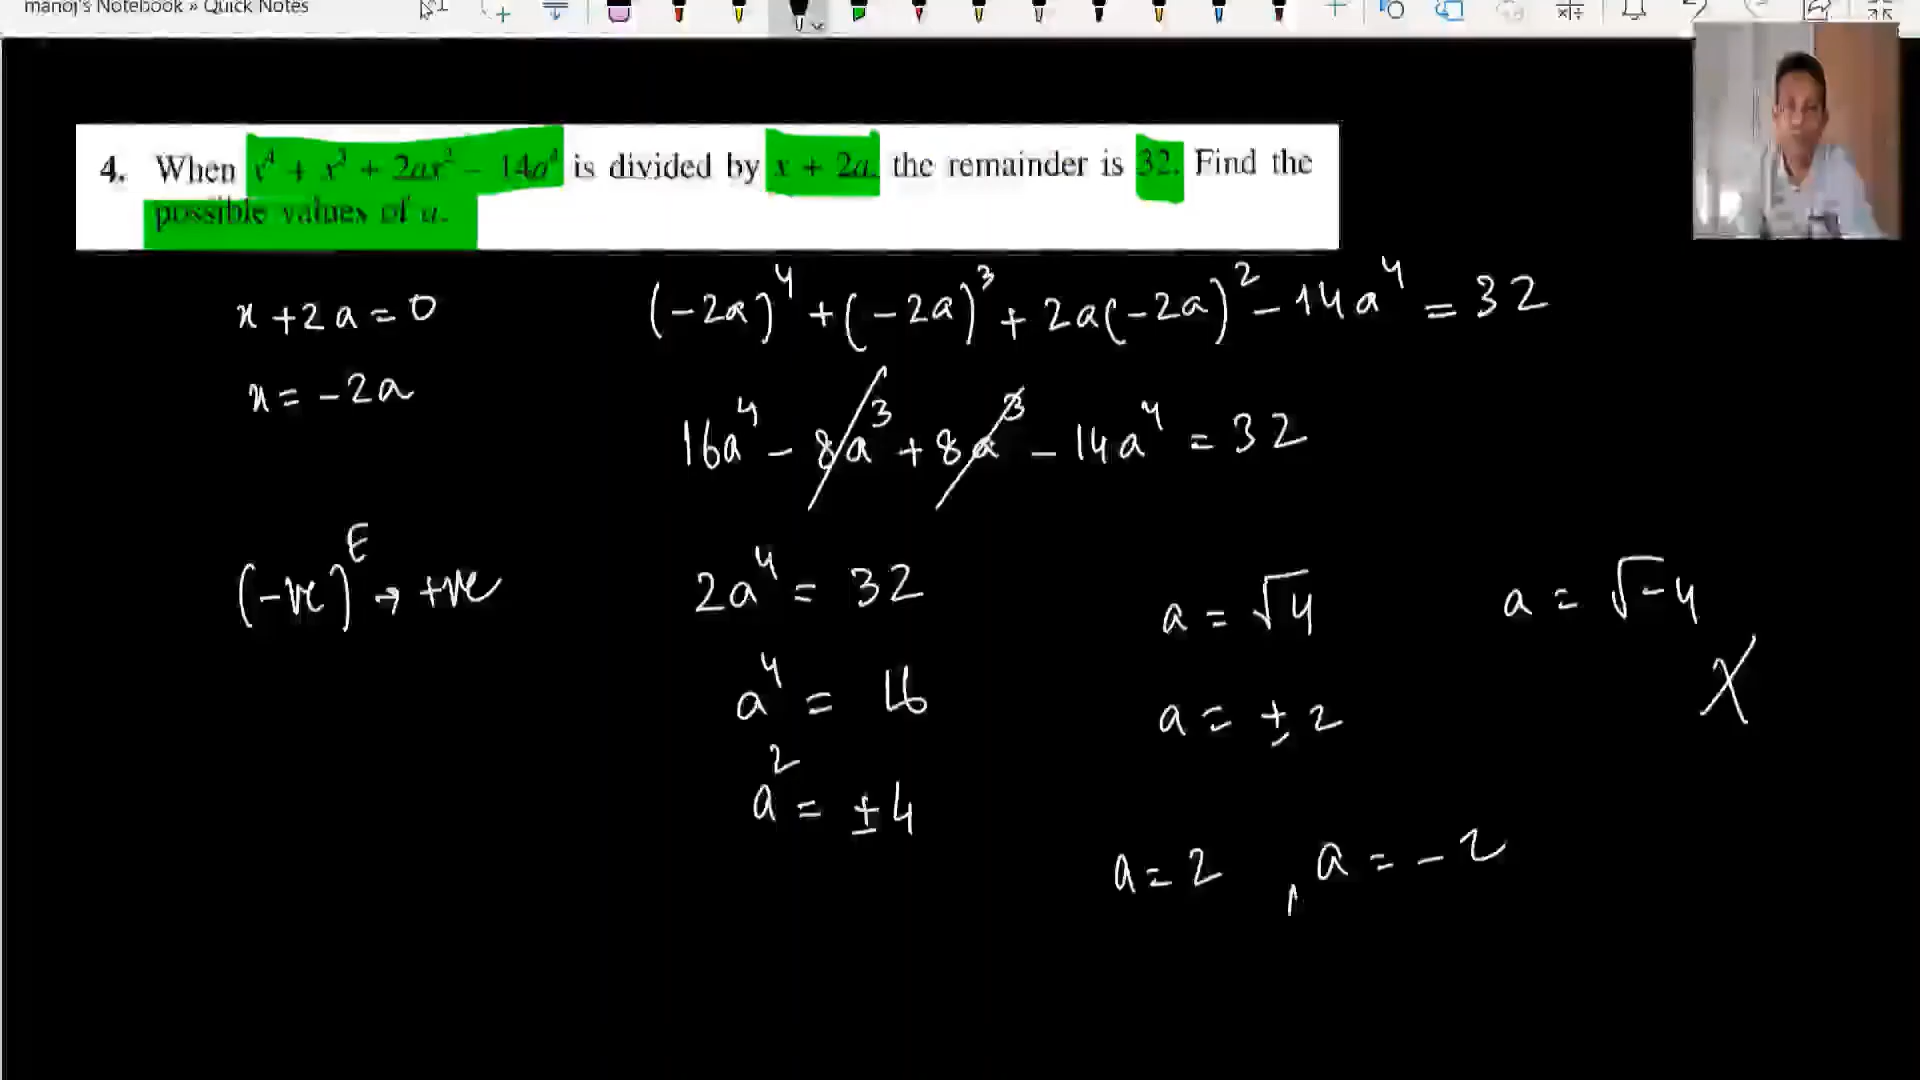 manoj's Notebook » Quick Notes
4. When x⁴ + x³ + 2ax² − 14a⁴ is divided by x + 2a, the remainder is 32. Find the
possible values of a.
x + 2a = 0
(-2a)⁴ + (-2a)³ + 2a(-2a)² - 14a⁴ = 32
x = -2a
16a⁴ - 8a³ + 8a³ - 14a⁴ = 32
(-ve)ᴱ → +ve
2a⁴ = 32
a = √4
a = √-4
a⁴ = 16
a = ± 2
X
a² = ±4
a = 2 , a = -2